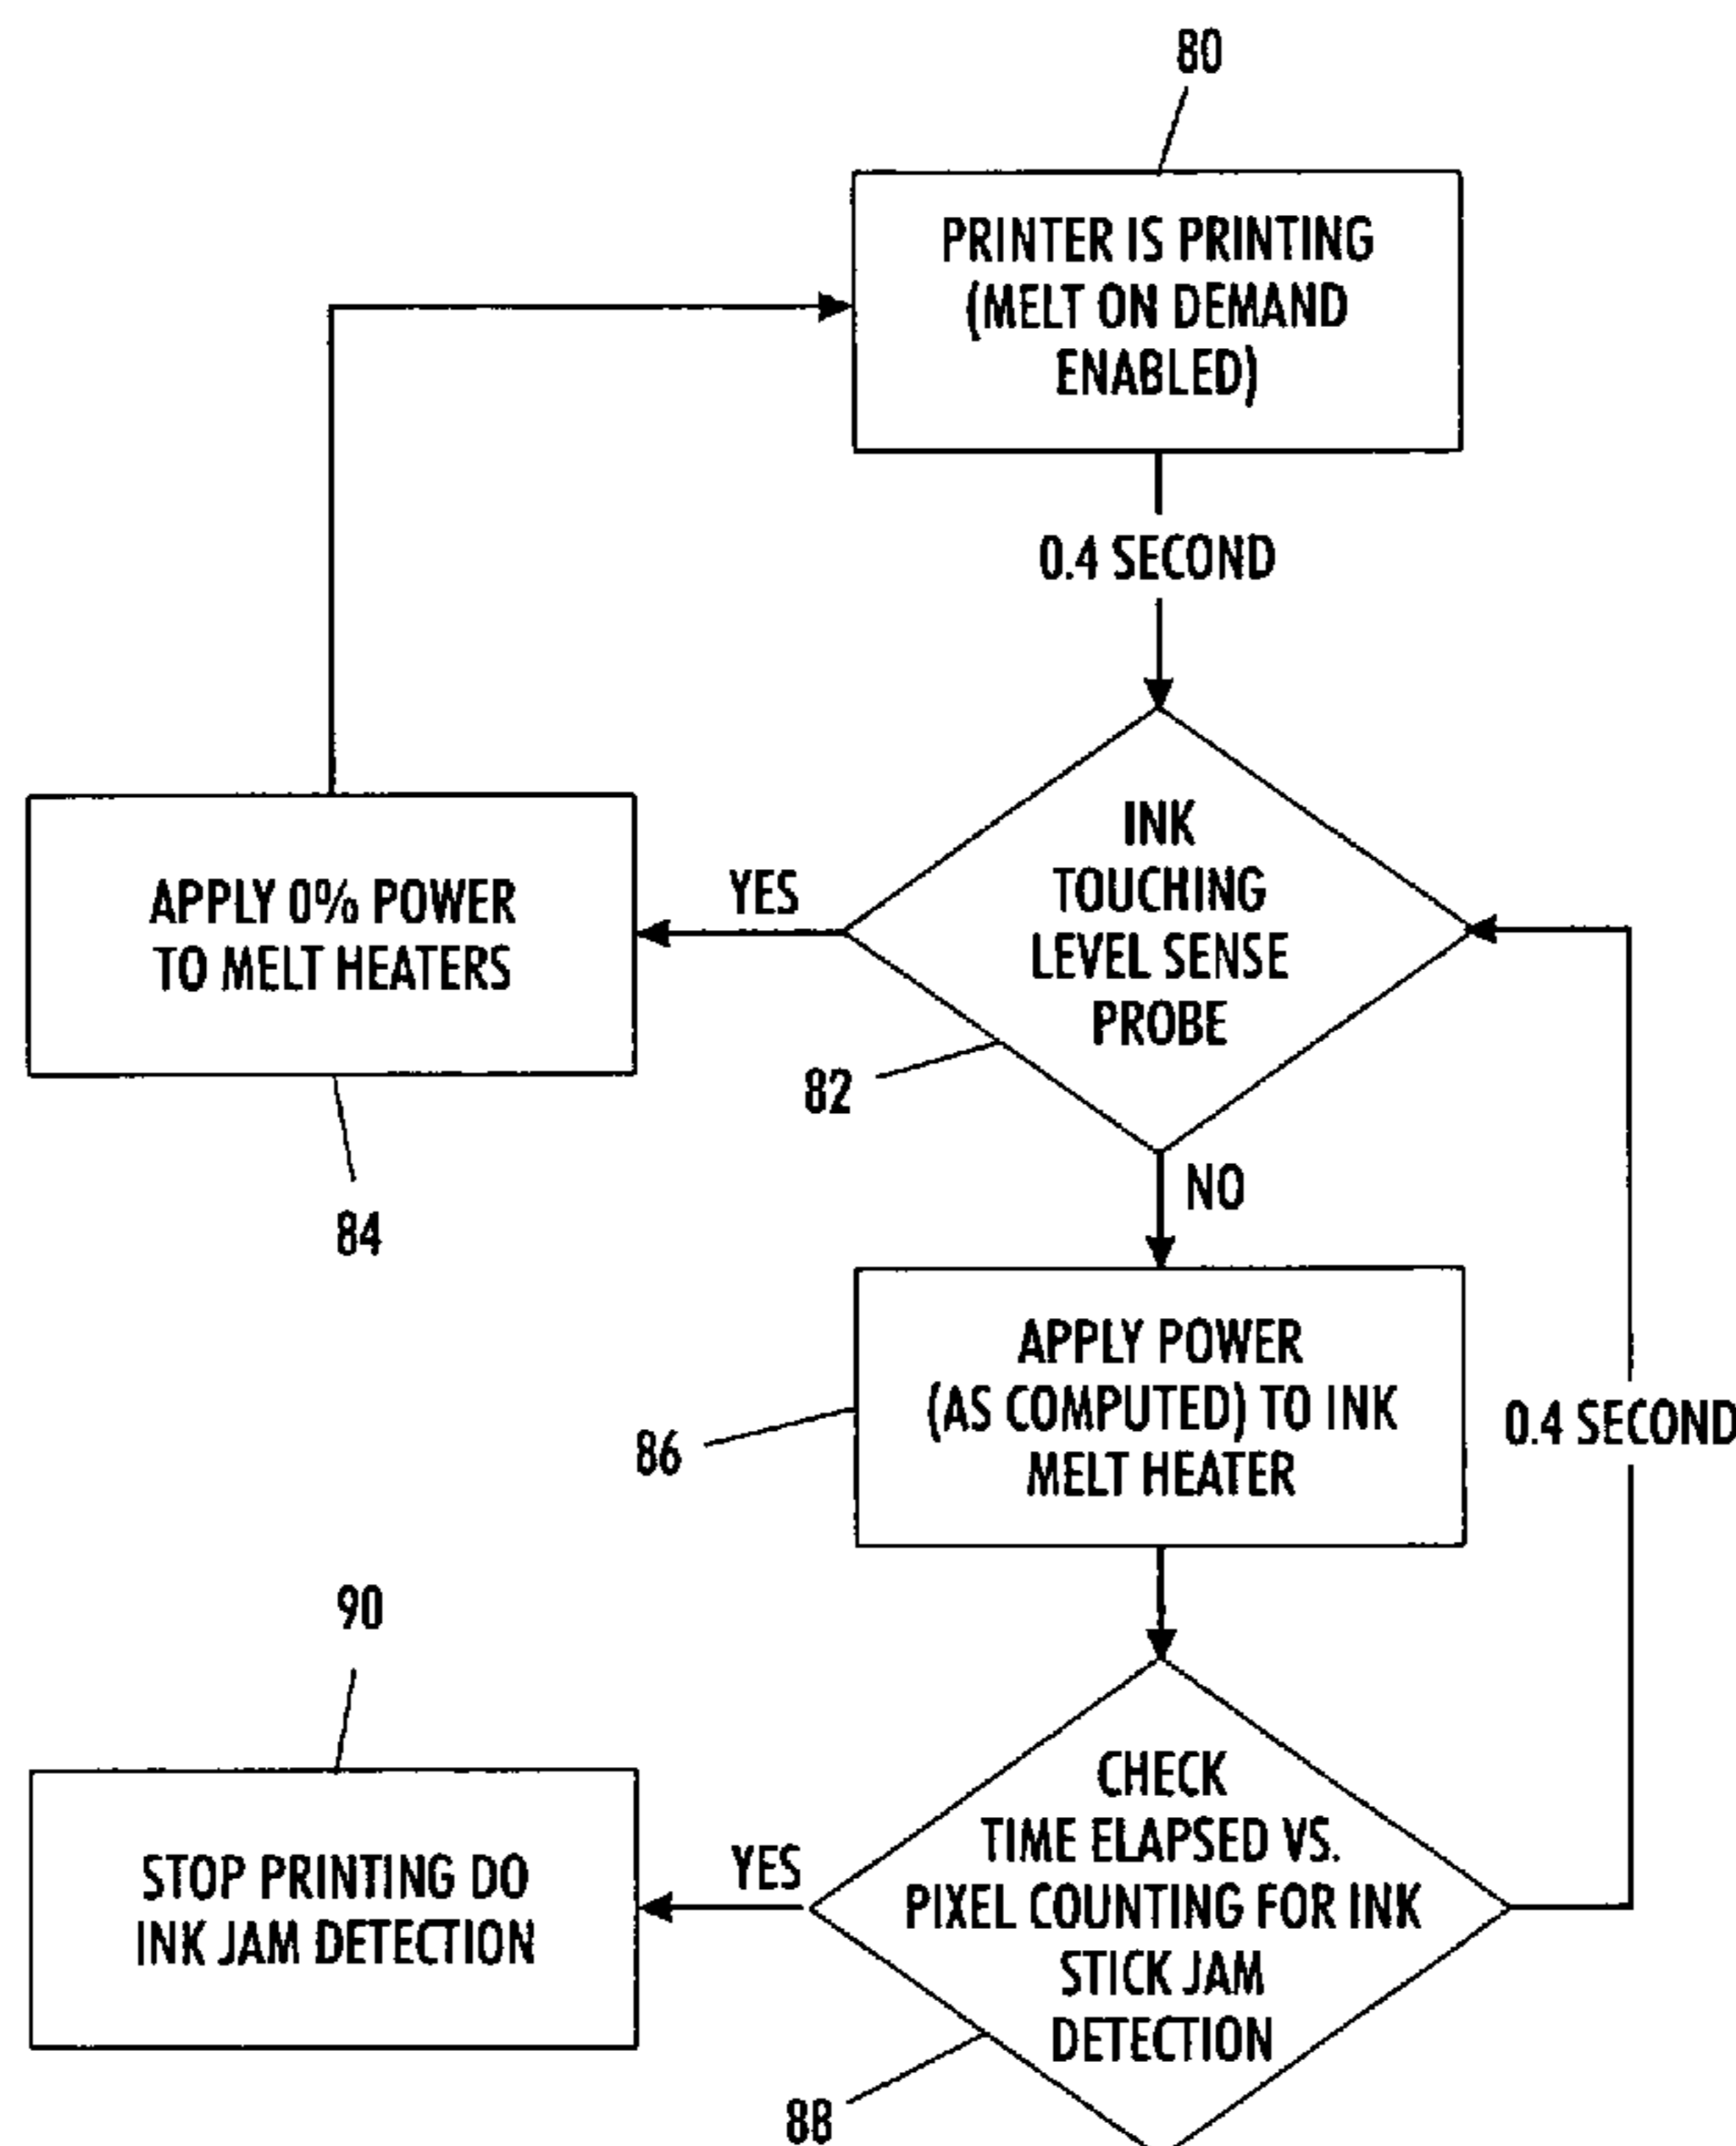 80
PRINTER IS PRINTING
(MELT ON DEMAND
ENABLED)
0.4 SECOND
INK
TOUCHING
LEVEL SENSE
PROBE
YES
APPLY 0% POWER
TO MELT HEATERS
82
84
NO
APPLY POWER
(AS COMPUTED) TO INK
MELT HEATER
86
0.4 SECOND
90
CHECK
TIME ELAPSED VS.
PIXEL COUNTING FOR INK
STICK JAM
DETECTION
YES
STOP PRINTING DO
INK JAM DETECTION
88